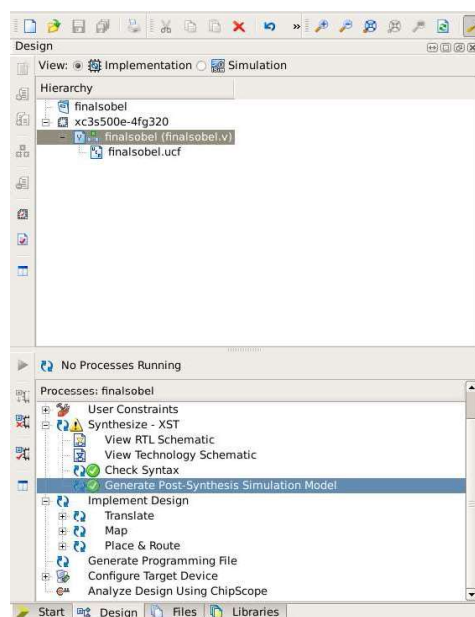 Design
View: Implementation Simulation
Hierarchy
finalsobel
xc3s500e-4fg320
finalsobel (finalsobel.v)
finalsobel.ucf
No Processes Running
Processes: finalsobel
User Constraints
Synthesize - XST
View RTL Schematic
View Technology Schematic
Check Syntax
Generate Post-Synthesis Simulation Model
Implement Design
Translate
Map
Place & Route
Generate Programming File
Configure Target Device
Analyze Design Using ChipScope
Start Design Files Libraries